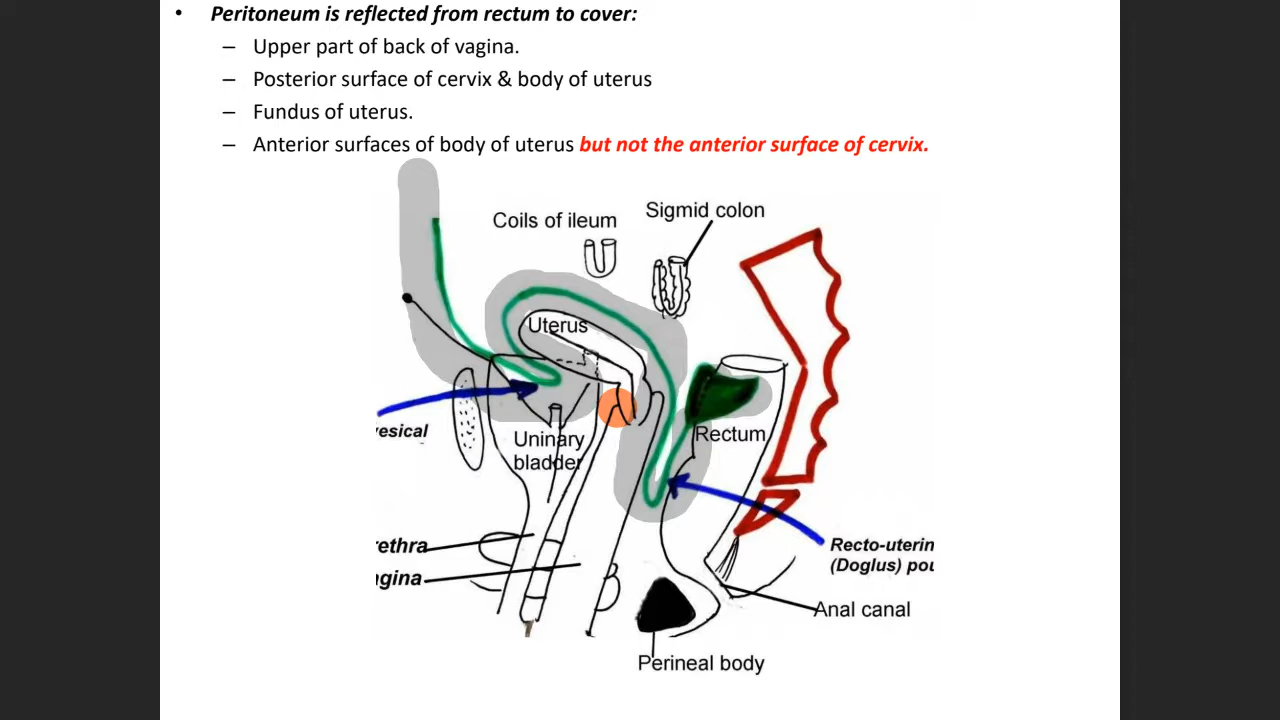 • Peritoneum is reflected from rectum to cover:
– Upper part of back of vagina.
– Posterior surface of cervix & body of uterus
– Fundus of uterus.
– Anterior surfaces of body of uterus but not the anterior surface of cervix.
Sigmid colon
Coils of ileum
Uterus
esical
Rectum
Uninary
bladder
Recto-uterin
(Doglus) pou
ethra
gina
Anal canal
Perineal body